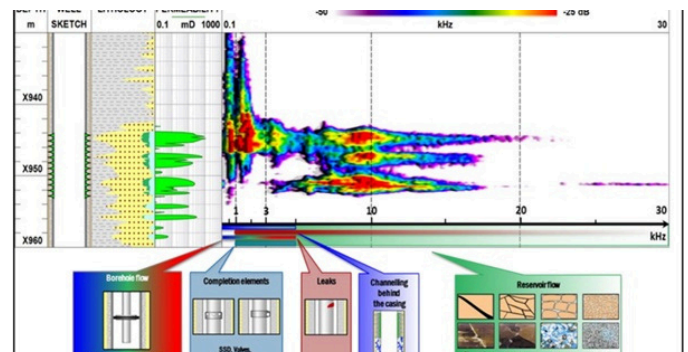 DEPTH WELL LITHOLOGY PERMEABILITY -50 -25 dB
m SKETCH 0.1 mD 1000 0.1 kHz 30
X940
X950
X960
1 3 10 20 30
kHz
Borehole flow
Completion elements
SSD, Valves,
Leaks
Channelling
behind
the casing
Reservoir flow